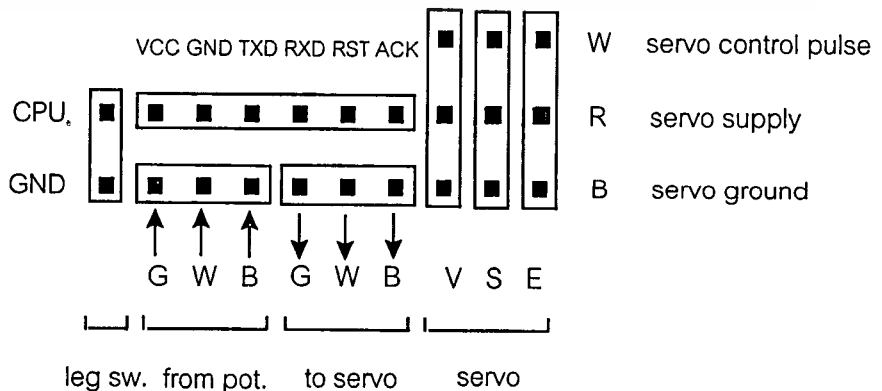 VCC GND TXD RXD RST ACK W servo control pulse
CPU. R servo supply
GND B servo ground
G W B G W B V S E
leg sw. from pot. to servo servo